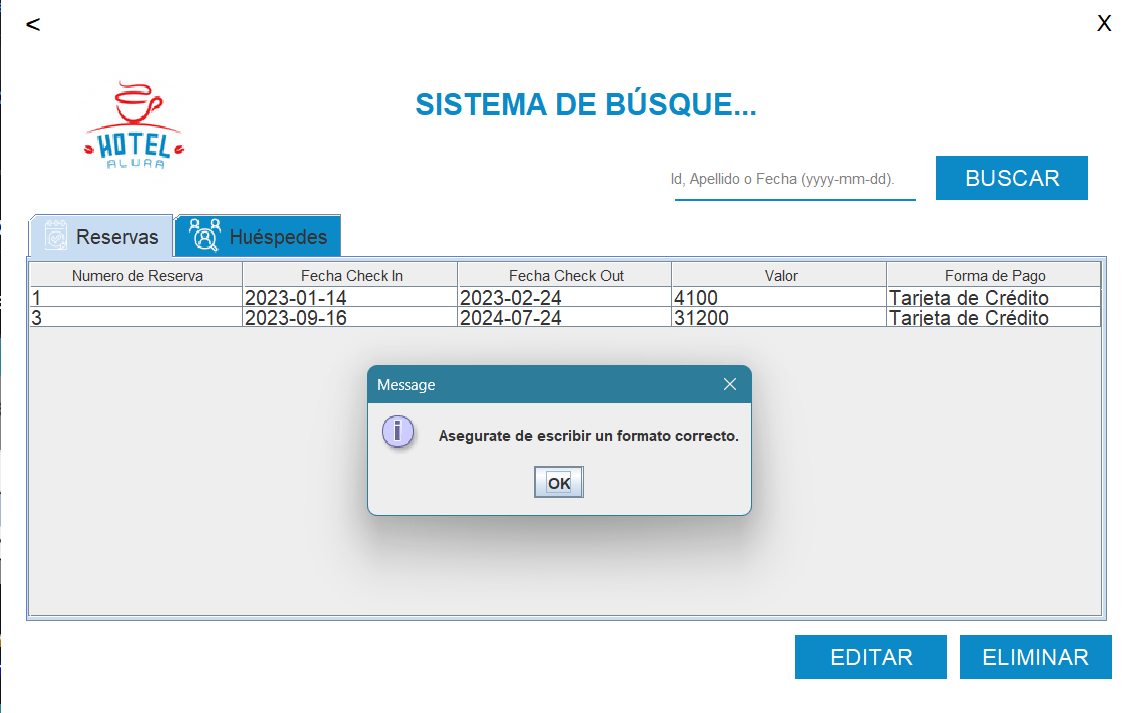 <
X
HOTEL
ALURA
SISTEMA DE BÚSQUE...
Id, Apellido o Fecha (yyyy-mm-dd).
BUSCAR
Reservas
Huéspedes
Numero de Reserva Fecha Check In Fecha Check Out Valor Forma de Pago
1 2023-01-14 2023-02-24 4100 Tarjeta de Crédito
3 2023-09-16 2024-07-24 31200 Tarjeta de Crédito
Message
Asegurate de escribir un formato correcto.
OK
EDITAR
ELIMINAR